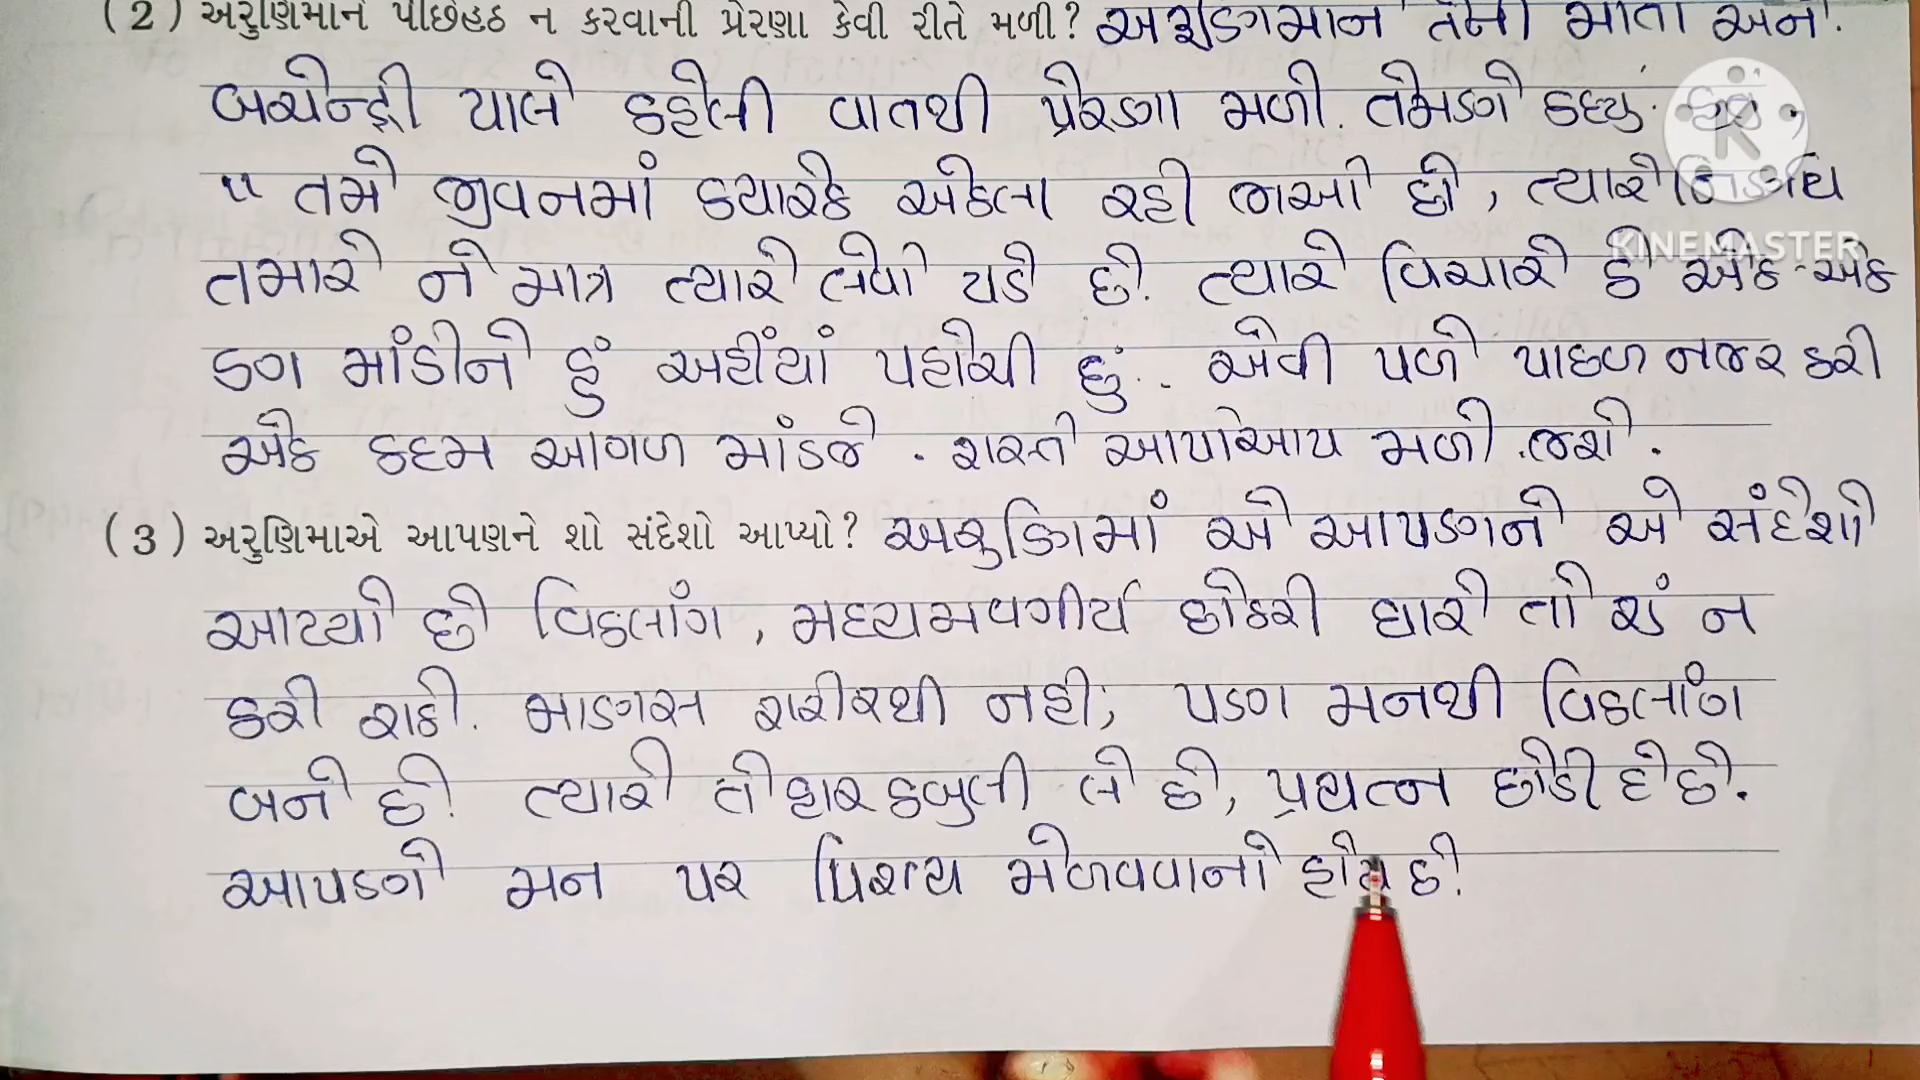 (2) અરુણિમાને પીછેહઠ ન કરવાની પ્રેરણા કેવી રીતે મળી? અરુણિમાને તેની માતા અને
બચેન્દ્રી પાલે કહેલી વાતથી પ્રેરણા મળી. તેમણે કહ્યું
"તમે જીવનમાં ક્યારેક એકલા રહી જાઓ છો, ત્યારે નિર્ણય
તમારે ને માત્ર ત્યારે લેવો પડે છે. ત્યારે વિચારો કે એક-એક
ડગ માંડીને હું અહીંયાં પહોચી છું. એવી પળે પાછળ નજર કરી
એક કદમ આગળ માંડજે. રાસ્તો આપોઆપ મળી જશે.
(3) અરુણિમાએ આપણને શો સંદેશો આપ્યો? અરુણિમાં એ આપણને એ સંદેશો
આપ્યો છે વિકલાંગ, મધ્યમવર્ગીય છોકરી ધારે તો શું ન
કરી શકે. માણસ શરીરથી નહી; પણ મનથી વિકલાંગ
બને છે. ત્યારે તે હાર કબુલી લે છે, પ્રયત્ન છોડી દે છે.
આપણે મન પર વિજય મેળવવાનો હોય છે.
KINEMASTER